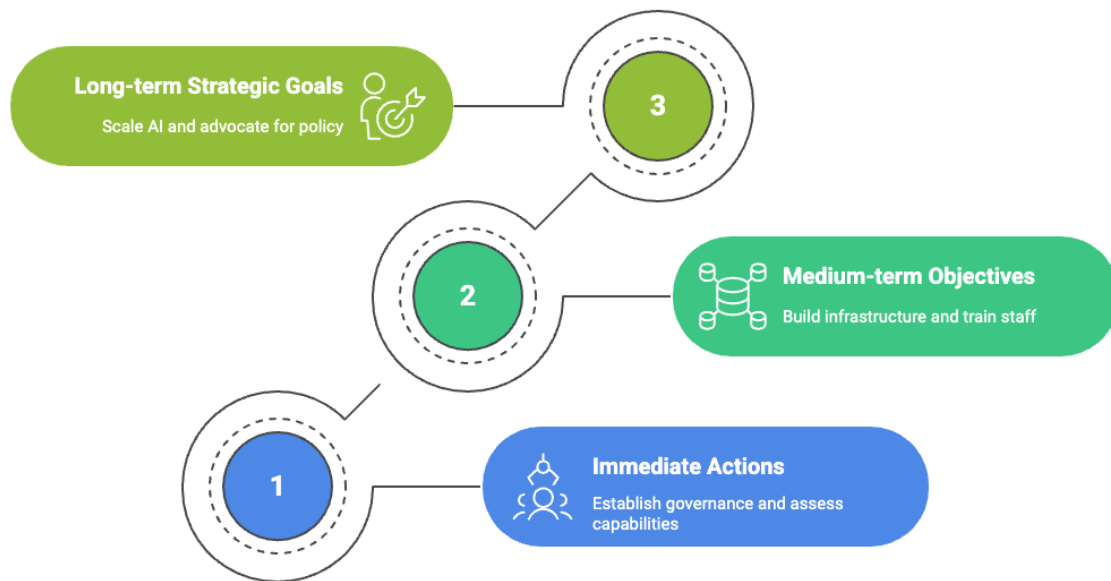 Long-term Strategic Goals
Scale AI and advocate for policy
3
2
Medium-term Objectives
Build infrastructure and train staff
1
Immediate Actions
Establish governance and assess
capabilities